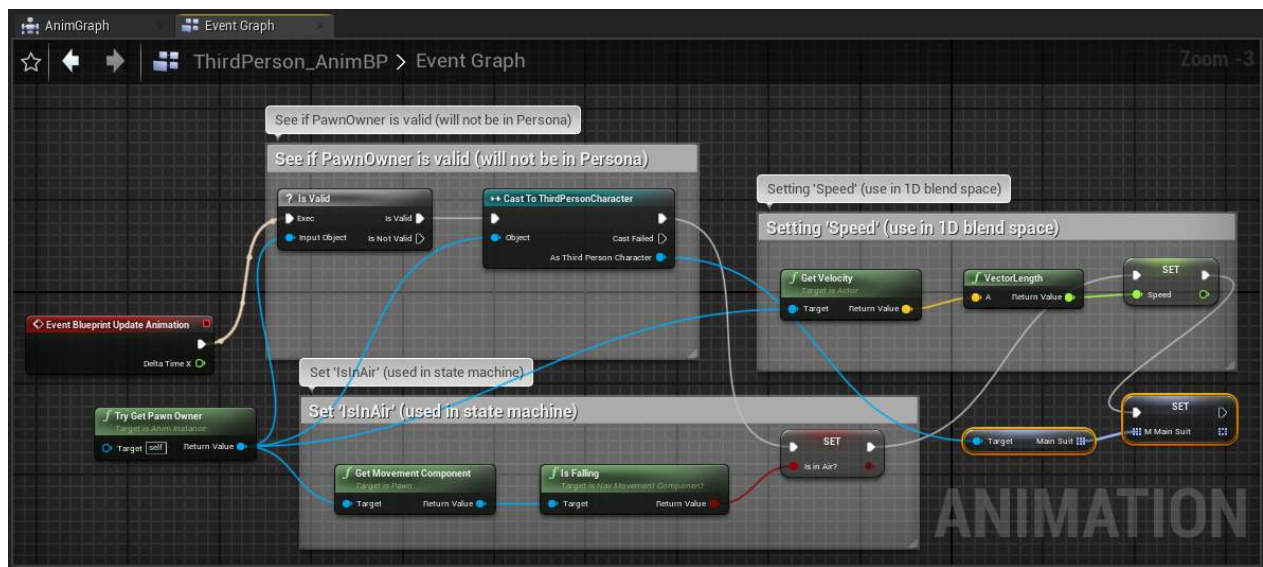 AnimGraph
Event Graph
ThirdPerson_AnimBP > Event Graph
Zoom -3
See if PawnOwner is valid (will not be in Persona)
See if PawnOwner is valid (will not be in Persona)
? Is Valid
Exec
Is Valid
Input Object
Is Not Valid
Cast To ThirdPersonCharacter
Object
Cast Failed
As Third Person Character
Setting 'Speed' (use in 1D blend space)
Setting 'Speed' (use in 1D blend space)
f Get Velocity
Target is Actor
Target
Return Value
f VectorLength
A
Return Value
SET
Speed
Event Blueprint Update Animation
Delta Time X
f Try Get Pawn Owner
Target is Anim Instance
Target self
Return Value
Set 'IsInAir' (used in state machine)
Set 'IsInAir' (used in state machine)
f Get Movement Component
Target is Pawn
Target
Return Value
f Is Falling
Target is Nav Movement Component
Target
Return Value
SET
Is in Air?
Target
Main Suit
SET
M Main Suit
ANIMATION